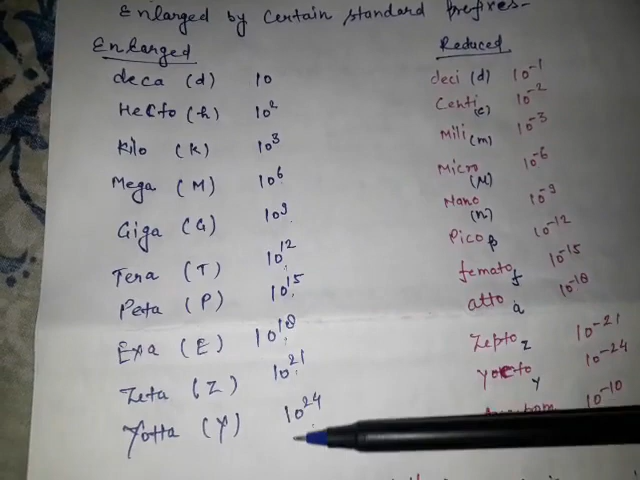 Enlarged by certain standard prefixes-
Enlarged Reduced
deca (d) 10 deci (d) 10⁻¹
Hecto (h) 10² Centi (c) 10⁻²
Kilo (K) 10³ Mili (m) 10⁻³
Mega (M) 10⁶ Micro (M) 10⁻⁶
Giga (G) 10⁹ Nano (n) 10⁻⁹
Tera (T) 10¹² Pico p 10⁻¹²
Peta (P) 10¹⁵ femato f 10⁻¹⁵
Exa (E) 10¹⁸ atto a 10⁻¹⁸
Zeta (Z) 10²¹ Zepto z 10⁻²¹
Yotta (Y) 10²⁴ yocto y 10⁻²⁴
10⁻¹⁰